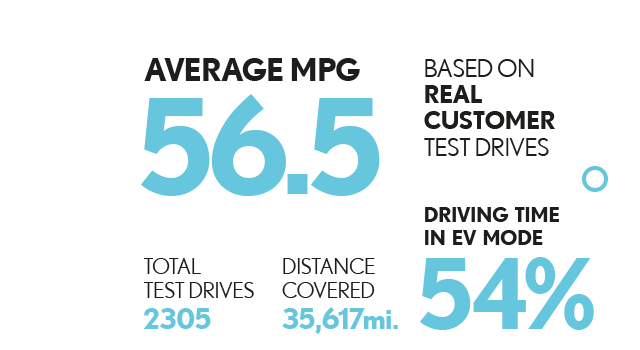 AVERAGE MPG
56.5
BASED ON
REAL
CUSTOMER
TEST DRIVES
TOTAL
TEST DRIVES
2305
DISTANCE
COVERED
35,617mi.
DRIVING TIME
IN EV MODE
54%